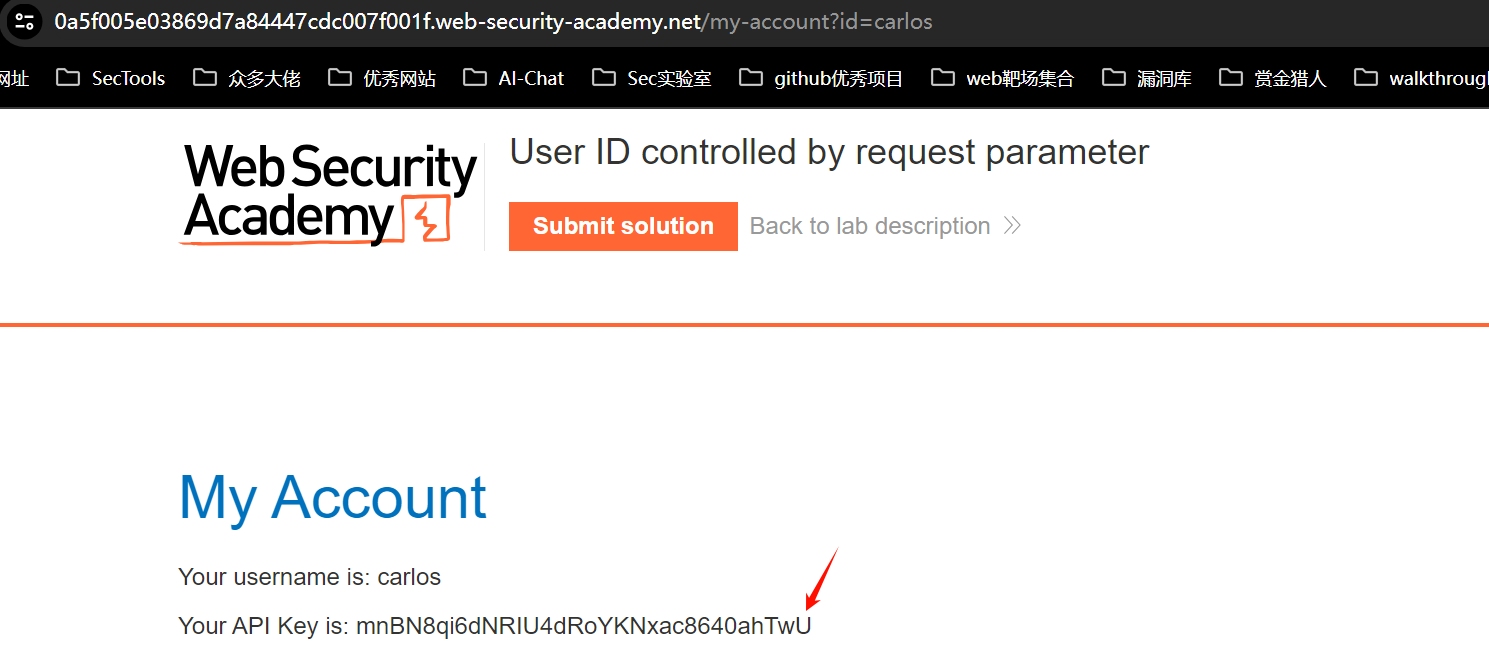 0a5f005e03869d7a84447cdc007f001f.web-security-academy.net/my-account?id=carlos
网址 SecTools 众多大佬 优秀网站 AI-Chat Sec实验室 github优秀项目 web靶场集合 漏洞库 赏金猎人 walkthrough
Web Security
Academy
User ID controlled by request parameter
Submit solution Back to lab description
My Account
Your username is: carlos
Your API Key is: mnBN8qi6dNRIU4dRoYKNxac8640ahTwU